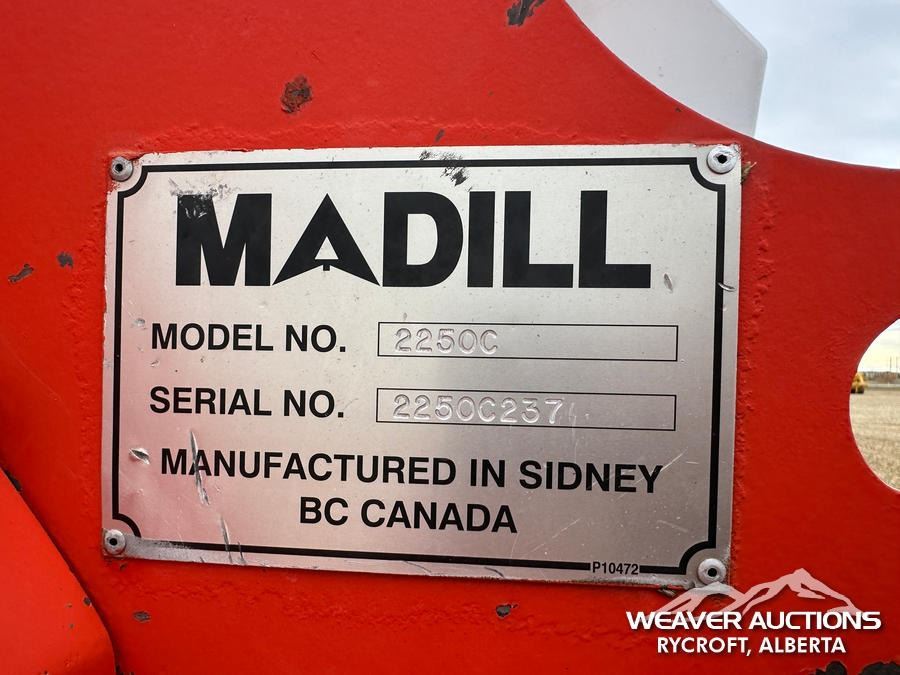 MADILL
MODEL NO. 2250C
SERIAL NO. 2250C237
MANUFACTURED IN SIDNEY
BC CANADA
P10472
WEAVER AUCTIONS
RYCROFT, ALBERTA